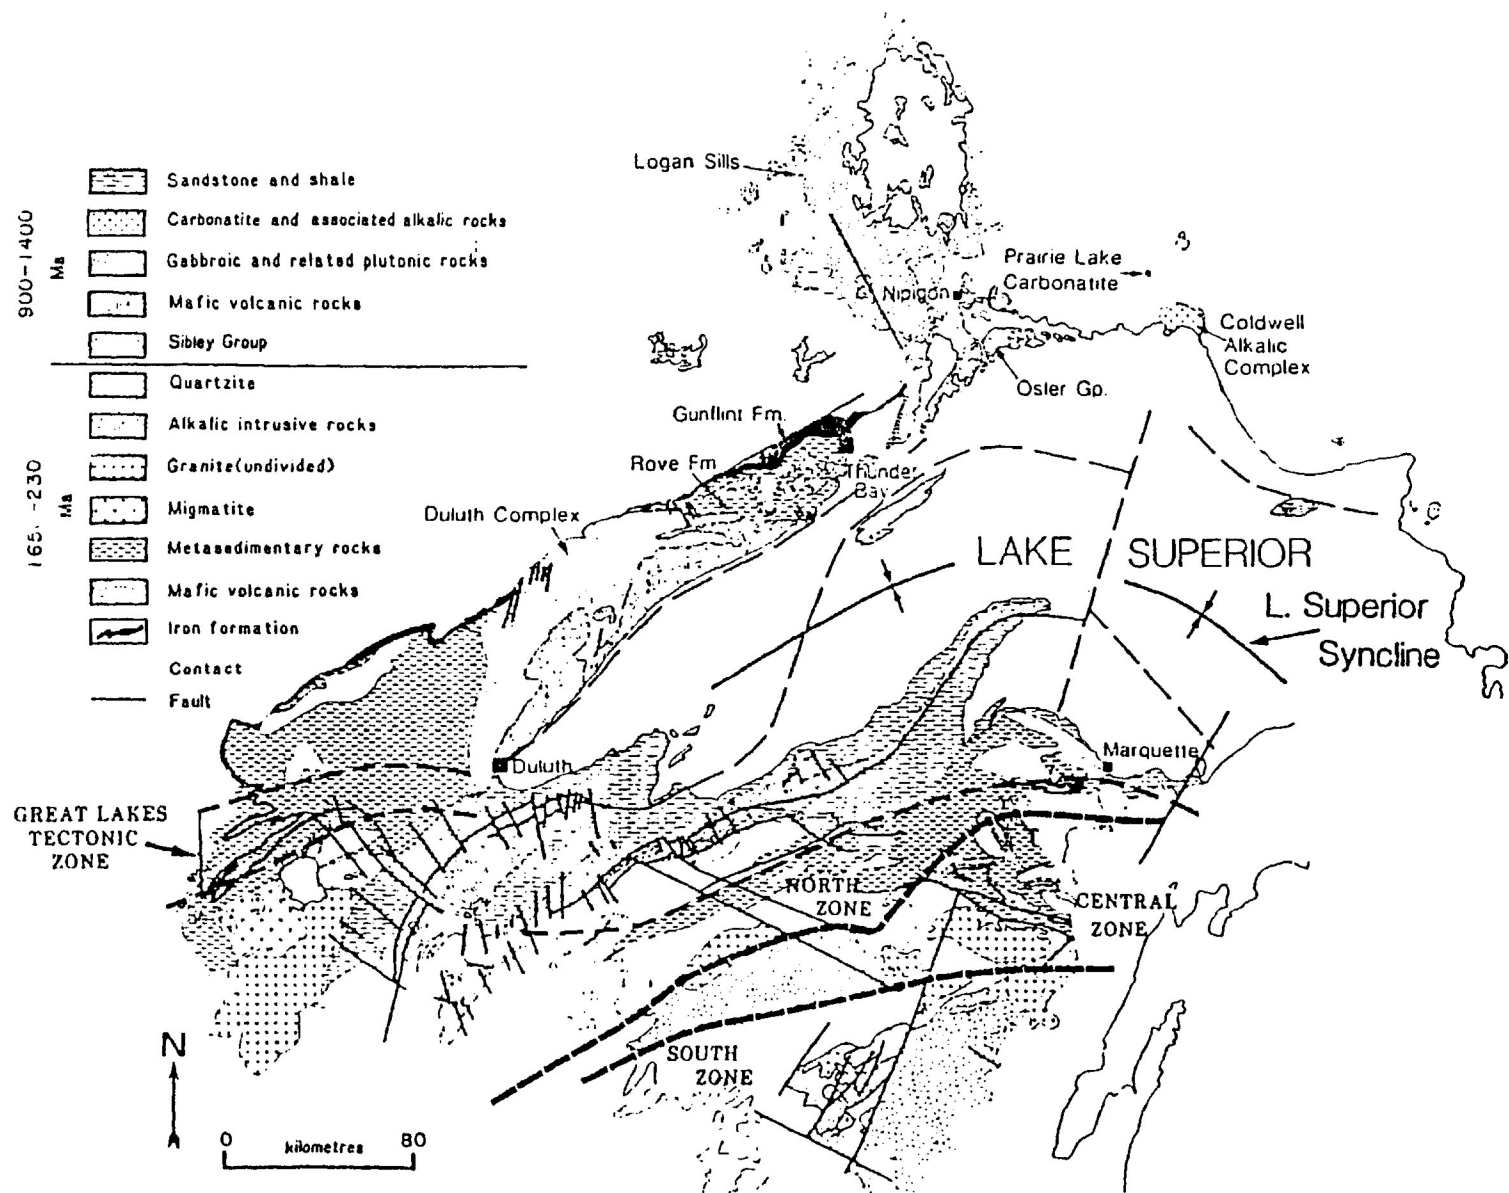 900-1400
Ma
Sandstone and shale
Carbonatite and associated alkalic rocks
Gabbroic and related plutonic rocks
Mafic volcanic rocks
Sibley Group
165 -230
Ma
Quartzite
Alkalic intrusive rocks
Granite(undivided)
Migmatite
Metasedimentary rocks
Mafic volcanic rocks
Iron formation
Contact
Fault
Logan Sills
Prairie Lake
Carbonatite
Nipigon
Coldwell
Alkalic
Complex
Osler Gp.
Gunflint Fm.
Rove Fm
Thunder
Bay
Duluth Complex
LAKE SUPERIOR
L. Superior
Syncline
Duluth
Marquette
GREAT LAKES
TECTONIC
ZONE
NORTH
ZONE
CENTRAL
ZONE
SOUTH
ZONE
N
0 80
kilometres